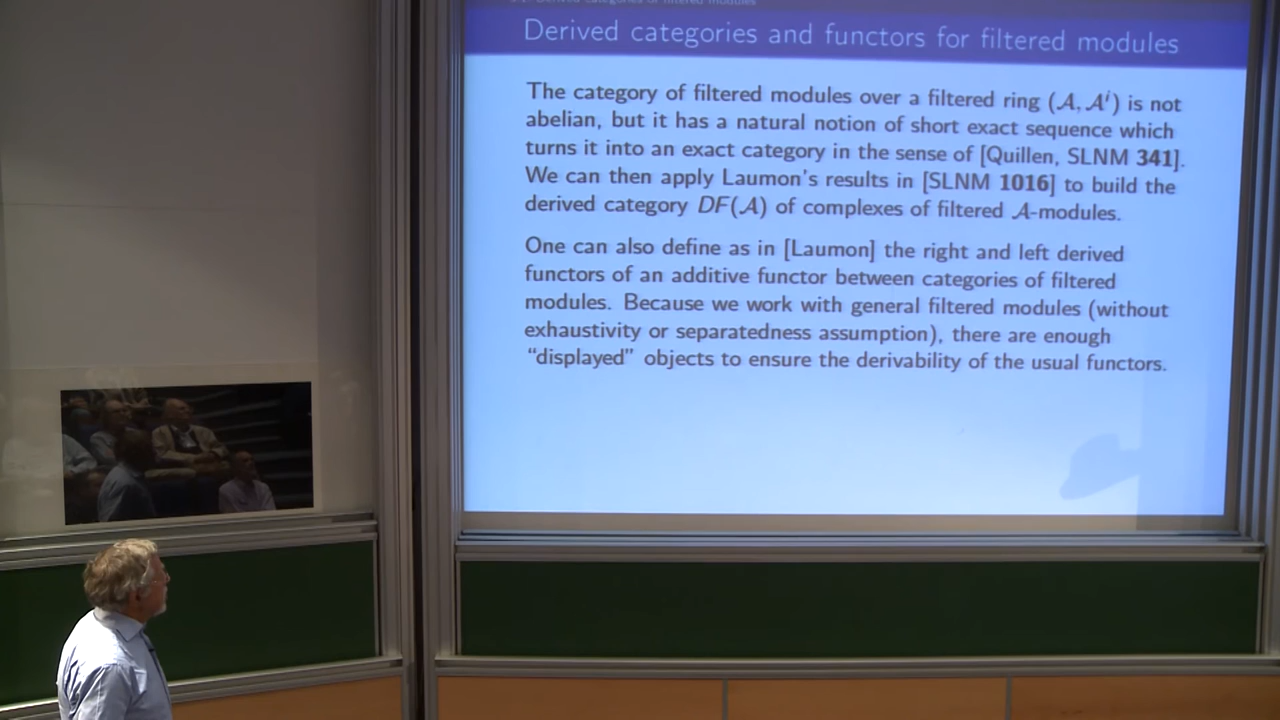 Derived categories of filtered modules
Derived categories and functors for filtered modules
The category of filtered modules over a filtered ring (𝒜, 𝒜ⁱ) is not
abelian, but it has a natural notion of short exact sequence which
turns it into an exact category in the sense of [Quillen, SLNM 341].
We can then apply Laumon's results in [SLNM 1016] to build the
derived category DF(𝒜) of complexes of filtered 𝒜-modules.
One can also define as in [Laumon] the right and left derived
functors of an additive functor between categories of filtered
modules. Because we work with general filtered modules (without
exhaustivity or separatedness assumption), there are enough
“displayed” objects to ensure the derivability of the usual functors.